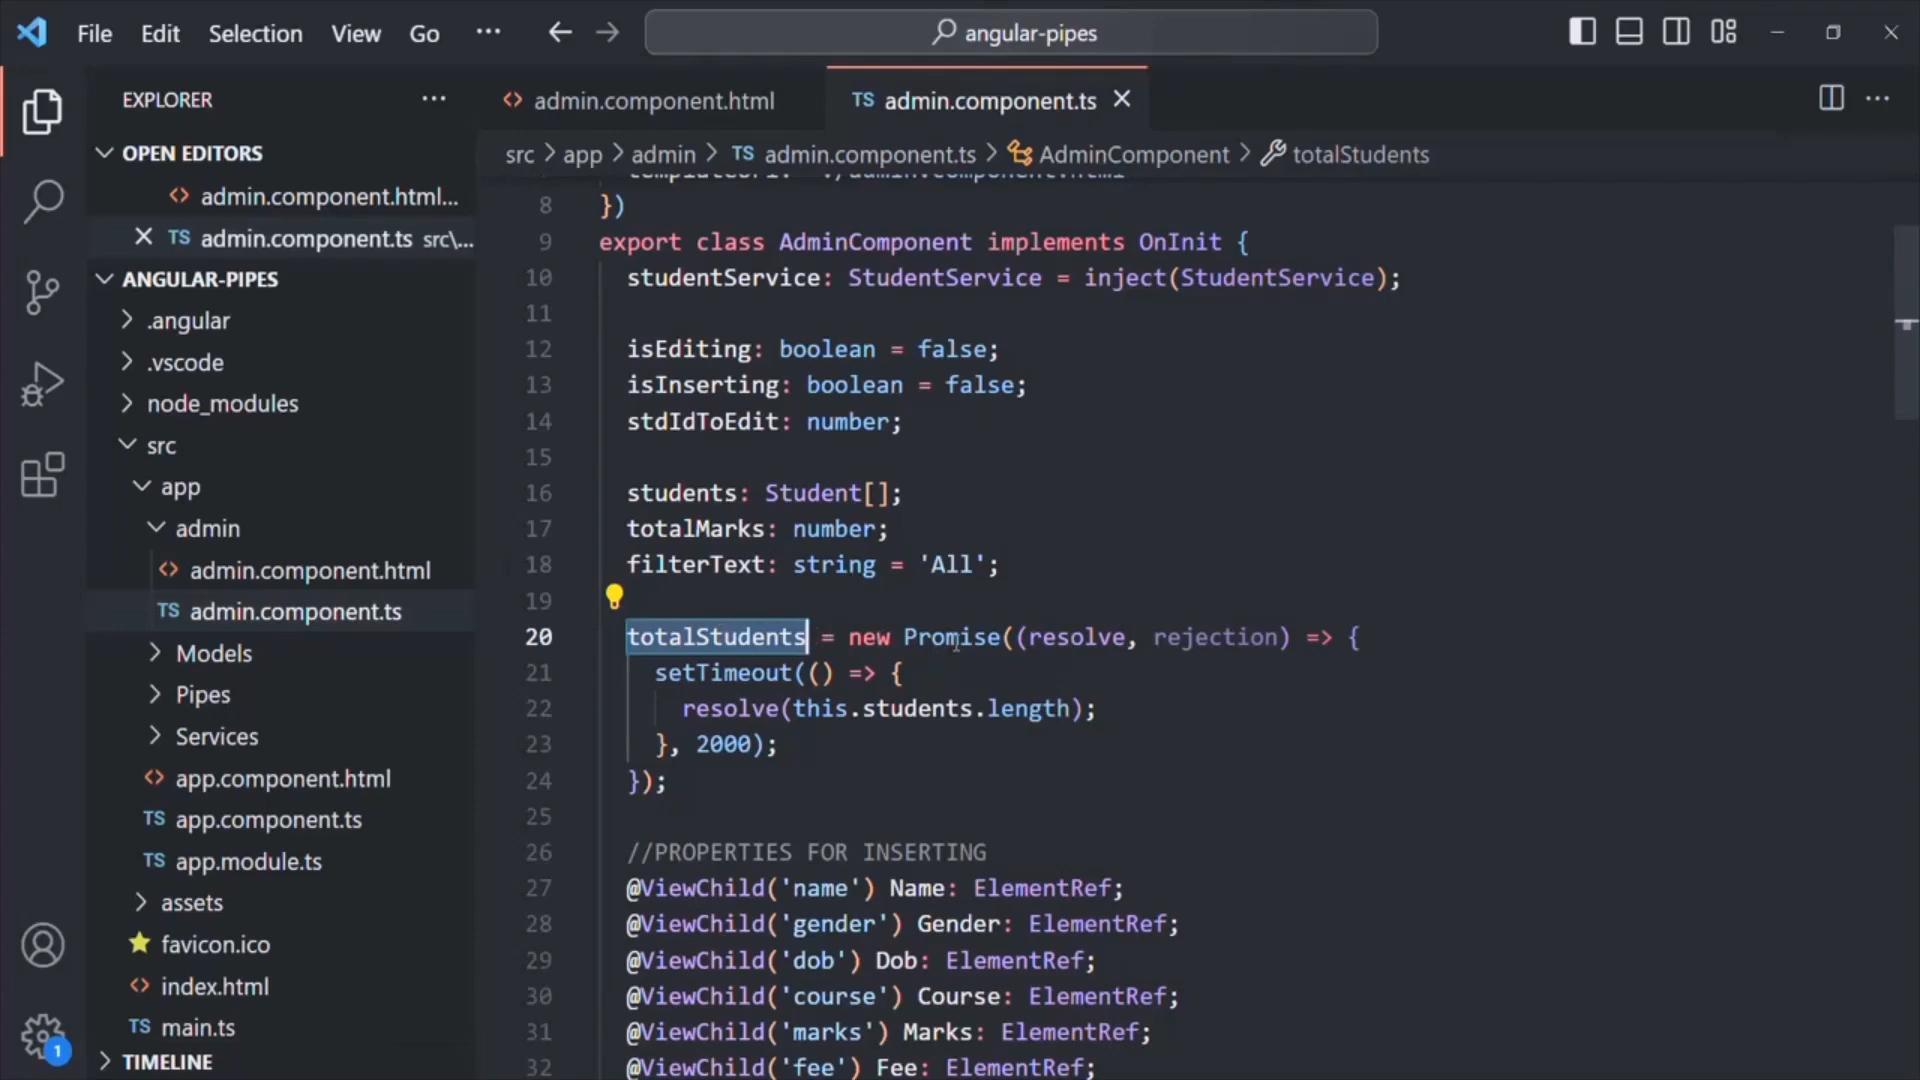 File Edit Selection View Go ··· angular-pipes
EXPLORER ···
OPEN EDITORS
admin.component.html...
TS admin.component.ts src\...
ANGULAR-PIPES
.angular
.vscode
node_modules
src
app
admin
admin.component.html
TS admin.component.ts
Models
Pipes
Services
app.component.html
TS app.component.ts
TS app.module.ts
assets
favicon.ico
index.html
TS main.ts
TIMELINE
1
admin.component.html TS admin.component.ts
src > app > admin > TS admin.component.ts > AdminComponent > totalStudents
8 })
9 export class AdminComponent implements OnInit {
10 studentService: StudentService = inject(StudentService);
11
12 isEditing: boolean = false;
13 isInserting: boolean = false;
14 stdIdToEdit: number;
15
16 students: Student[];
17 totalMarks: number;
18 filterText: string = 'All';
19
20 totalStudents = new Promise((resolve, rejection) => {
21 setTimeout(() => {
22 resolve(this.students.length);
23 }, 2000);
24 });
25
26 //PROPERTIES FOR INSERTING
27 @ViewChild('name') Name: ElementRef;
28 @ViewChild('gender') Gender: ElementRef;
29 @ViewChild('dob') Dob: ElementRef;
30 @ViewChild('course') Course: ElementRef;
31 @ViewChild('marks') Marks: ElementRef;
32 @ViewChild('fee') Fee: ElementRef;